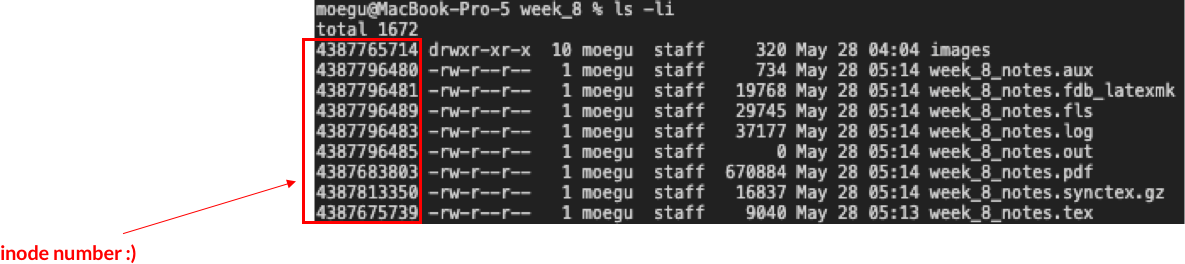 moegu@MacBook-Pro-5 week_8 % ls -li
total 1672
4387765714 drwxr-xr-x 10 moegu staff 320 May 28 04:04 images
4387796480 -rw-r--r-- 1 moegu staff 734 May 28 05:14 week_8_notes.aux
4387796481 -rw-r--r-- 1 moegu staff 19768 May 28 05:14 week_8_notes.fdb_latexmk
4387796489 -rw-r--r-- 1 moegu staff 29745 May 28 05:14 week_8_notes.fls
4387796483 -rw-r--r-- 1 moegu staff 37177 May 28 05:14 week_8_notes.log
4387796485 -rw-r--r-- 1 moegu staff 0 May 28 05:14 week_8_notes.out
4387683803 -rw-r--r-- 1 moegu staff 670884 May 28 05:14 week_8_notes.pdf
4387813350 -rw-r--r-- 1 moegu staff 16837 May 28 05:14 week_8_notes.synctex.gz
4387675739 -rw-r--r-- 1 moegu staff 9040 May 28 05:13 week_8_notes.tex
inode number :)